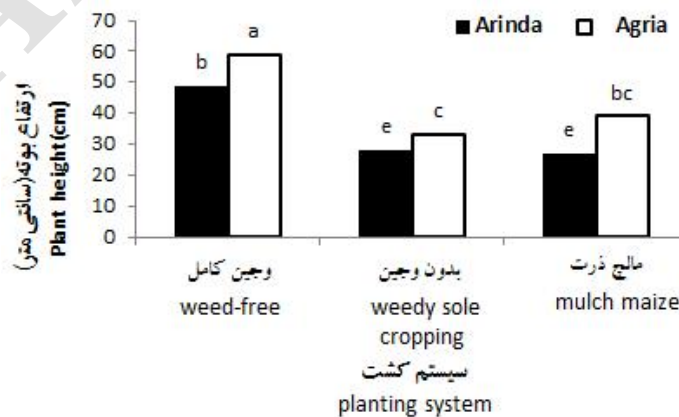 70
60
50
40
30
20
10
0
ارتفاع بوته(سانتی متر)
Plant height(cm)
Arinda Agria
b a
e c
e bc
وجین کامل
weed-free
بدون وجین
weedy sole
cropping
مالچ ذرت
mulch maize
سیستم کشت
planting system